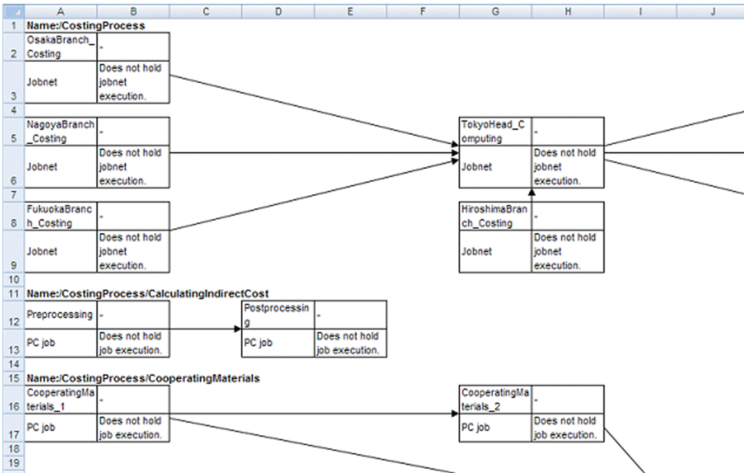 A B C D E F G H I J
1 Name:/CostingProcess
OsakaBranch_
2 Costing -
Does not hold
Jobnet jobnet
3 execution.
4
NagoyaBranch TokyoHead_C
5 _Costing - omputing -
Does not hold Does not hold
Jobnet jobnet Jobnet jobnet
6 execution. execution.
7
FukuokaBranc HiroshimaBran
8 h_Costing - ch_Costing -
Does not hold Does not hold
Jobnet jobnet Jobnet jobnet
9 execution. execution.
10
11 Name:/CostingProcess/CalculatingIndirectCost
Preprocessing - Postprocessin -
12 g
PC job Does not hold PC job Does not hold
13 job execution. job execution.
14
15 Name:/CostingProcess/CooperatingMaterials
CooperatingMa CooperatingMa
16 terials_1 - terials_2 -
PC job Does not hold PC job Does not hold
17 job execution. job execution.
18
19